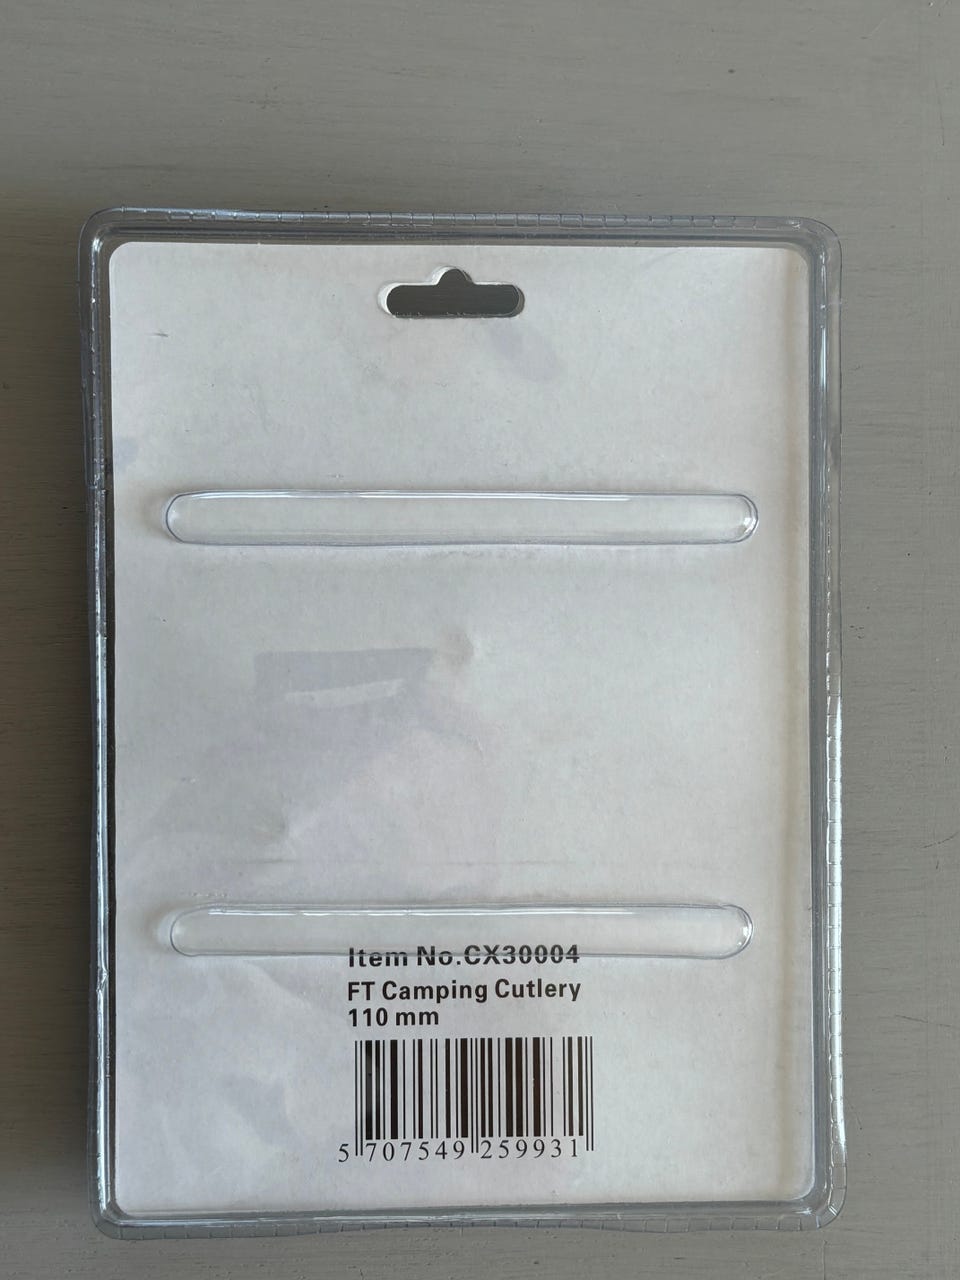 Item No.CX30004
FT Camping Cutlery
110 mm
5 707549 259931